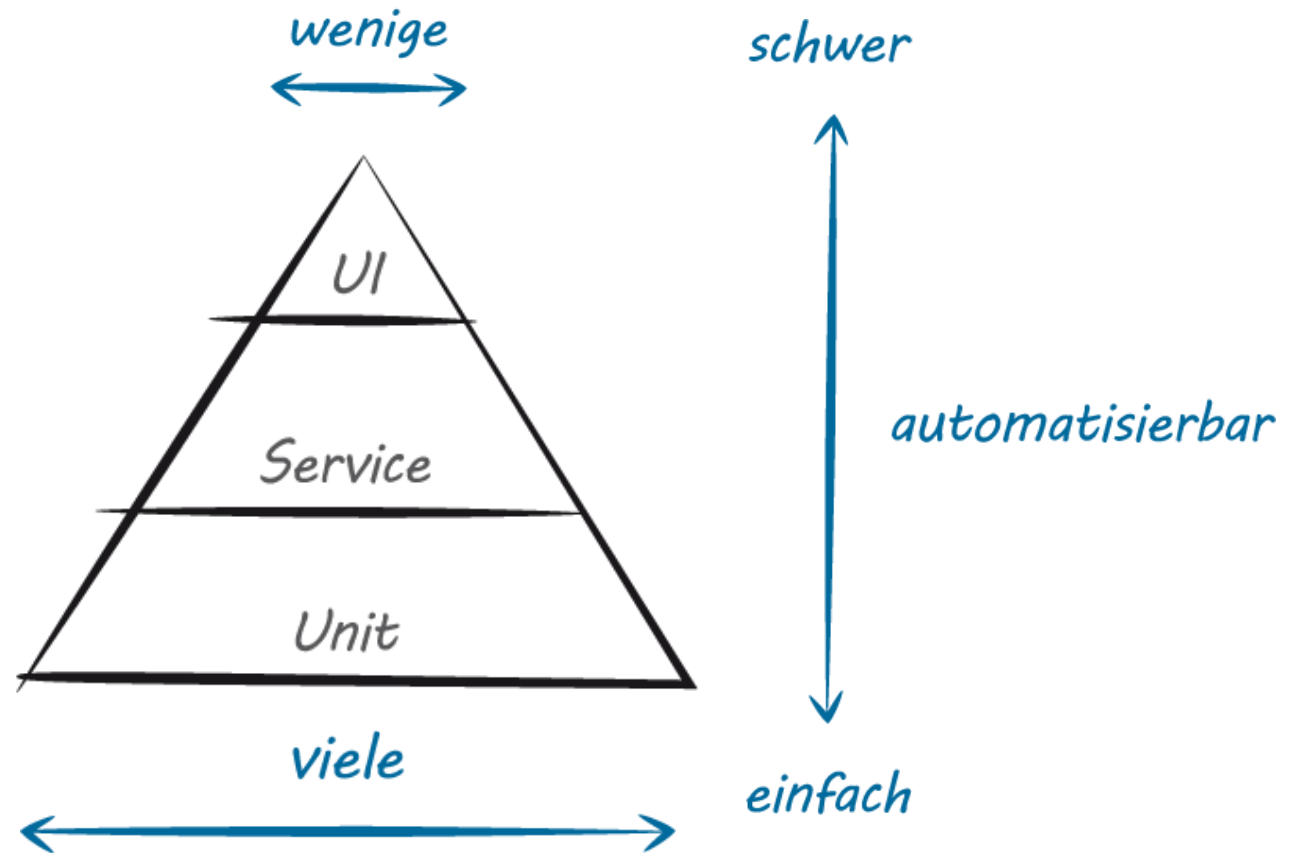 wenige
schwer
UI
automatisierbar
Service
Unit
viele
einfach